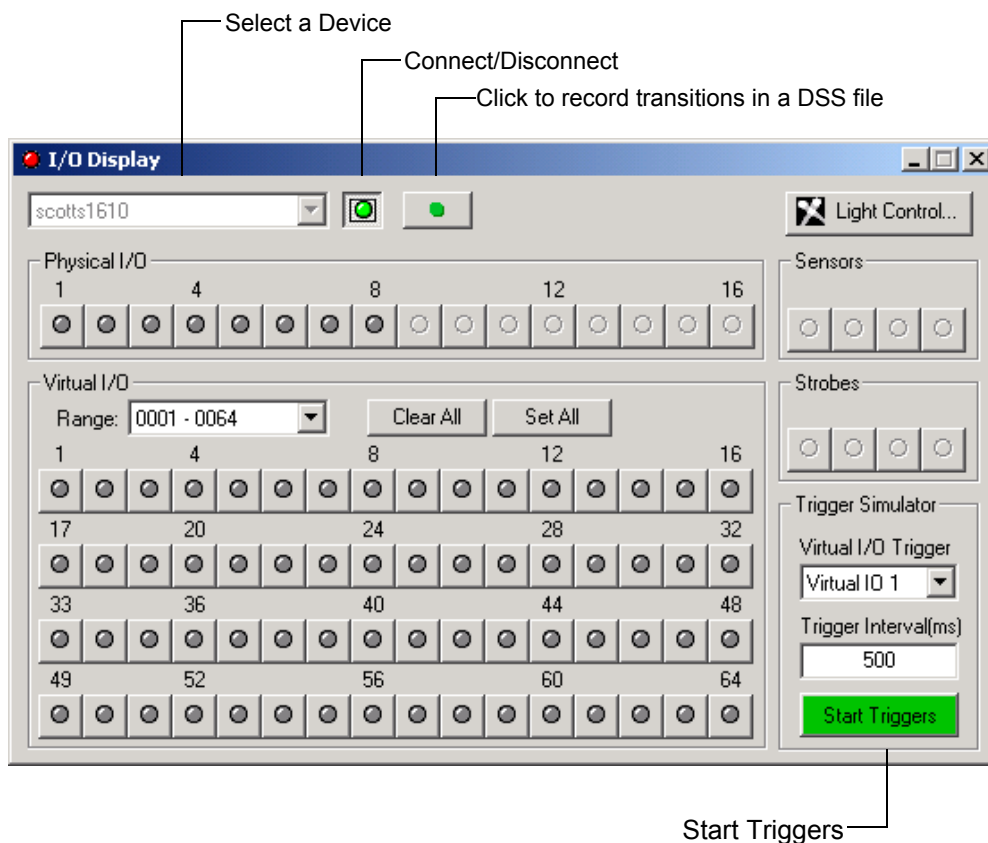 Select a Device
Connect/Disconnect
Click to record transitions in a DSS file
I/O Display
scotts1610
Light Control...
Physical I/O
1 4 8 12 16
Sensors
Virtual I/O
Range: 0001 - 0064 Clear All Set All
1 4 8 12 16
17 20 24 28 32
33 36 40 44 48
49 52 56 60 64
Strobes
Trigger Simulator
Virtual I/O Trigger
Virtual IO 1
Trigger Interval(ms)
500
Start Triggers
Start Triggers